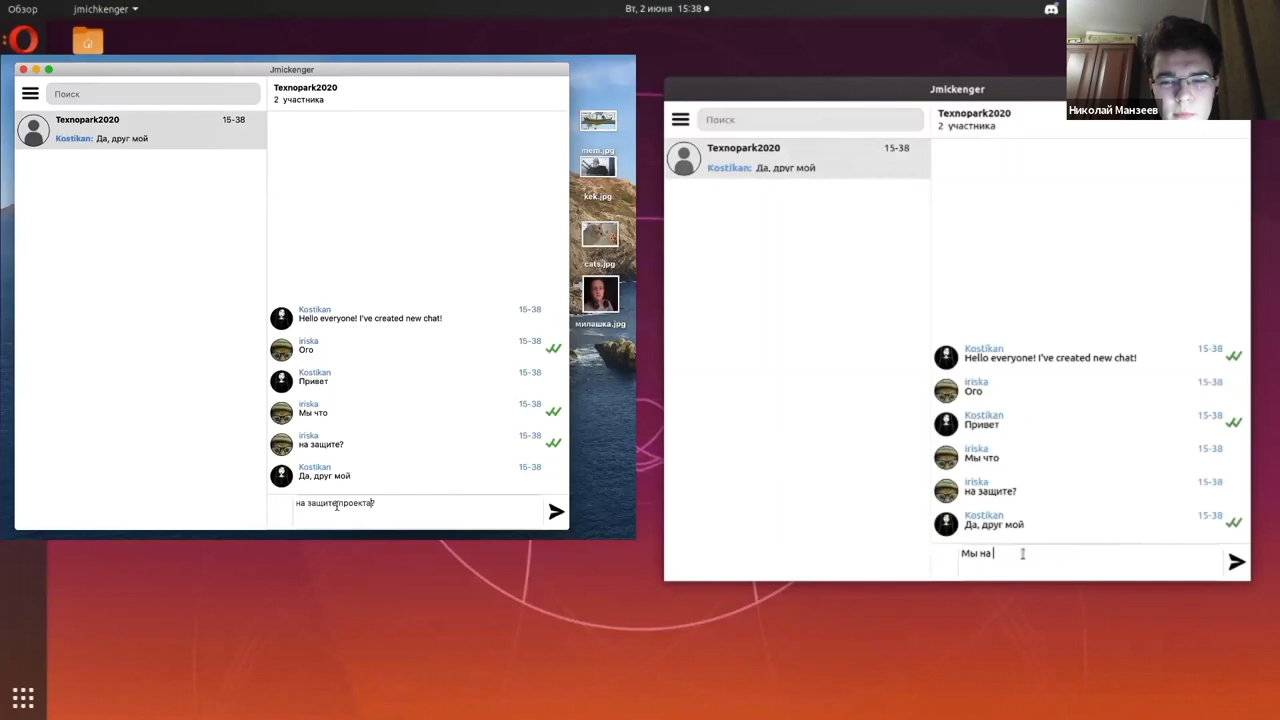 Обзор
jmichkenger
Вт, 2 июня 15:38
Николай Манзеев
Jmickenger
Поиск
Texnopark2020
2 участника
Texnopark2020 15-38
Kostikan: Да, друг мой
Kostikan 15-38
Hello everyone! I've created new chat!
iriska 15-38
Ого
Kostikan 15-38
Привет
iriska 15-38
Мы что
iriska 15-38
на защите?
Kostikan 15-38
Да, друг мой
на защите проекта?
mem.jpg
kek.jpg
cats.jpg
милашка.jpg
Jmickenger
Поиск
Texnopark2020
2 участника
Texnopark2020 15-38
Kostikan: Да, друг мой
Kostikan 15-38
Hello everyone! I've created new chat!
iriska 15-38
Ого
Kostikan 15-38
Привет
iriska 15-38
Мы что
iriska 15-38
на защите?
Kostikan 15-38
Да, друг мой
Мы на